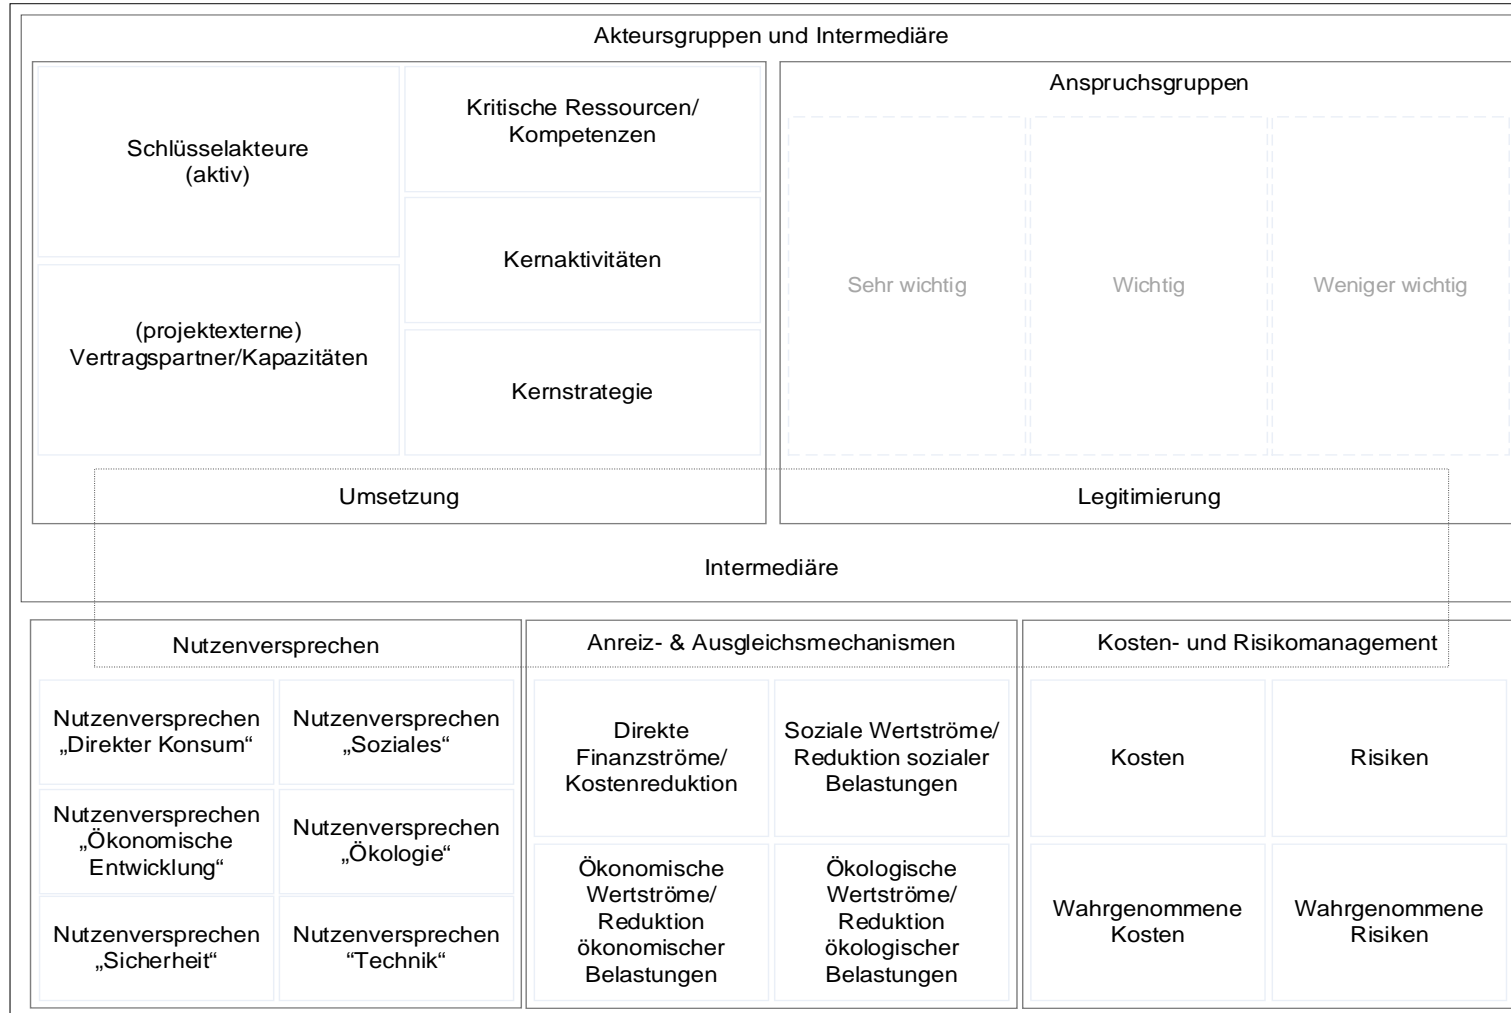 Akteursgruppen und Intermediäre
Schlüsselakteure
(aktiv)
(projektexterne)
Vertragspartner/Kapazitäten
Kritische Ressourcen/
Kompetenzen
Kernaktivitäten
Kernstrategie
Umsetzung
Anspruchsgruppen
Sehr wichtig
Wichtig
Weniger wichtig
Legitimierung
Intermediäre
Nutzenversprechen
Nutzenversprechen
„Direkter Konsum“
Nutzenversprechen
„Soziales“
Nutzenversprechen
„Ökonomische
Entwicklung“
Nutzenversprechen
„Ökologie“
Nutzenversprechen
„Sicherheit“
Nutzenversprechen
“Technik“
Anreiz- & Ausgleichsmechanismen
Direkte
Finanzströme/
Kostenreduktion
Soziale Wertströme/
Reduktion sozialer
Belastungen
Ökonomische
Wertströme/
Reduktion
ökonomischer
Belastungen
Ökologische
Wertströme/
Reduktion
ökologischer
Belastungen
Kosten- und Risikomanagement
Kosten
Risiken
Wahrgenommene
Kosten
Wahrgenommene
Risiken